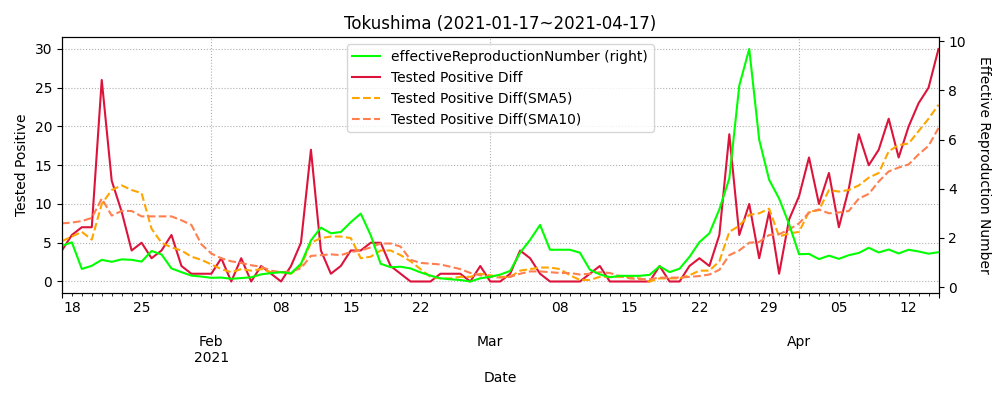 Tokushima (2021-01-17~2021-04-17)
effectiveReproductionNumber (right)
Tested Positive Diff
Tested Positive Diff(SMA5)
Tested Positive Diff(SMA10)
Tested Positive
30
25
20
15
10
5
0
10
8
6
4
2
0
Effective Reproduction Number
18 25 08 15 22 08 15 22 29 05 12
Feb Mar Apr
2021
Date